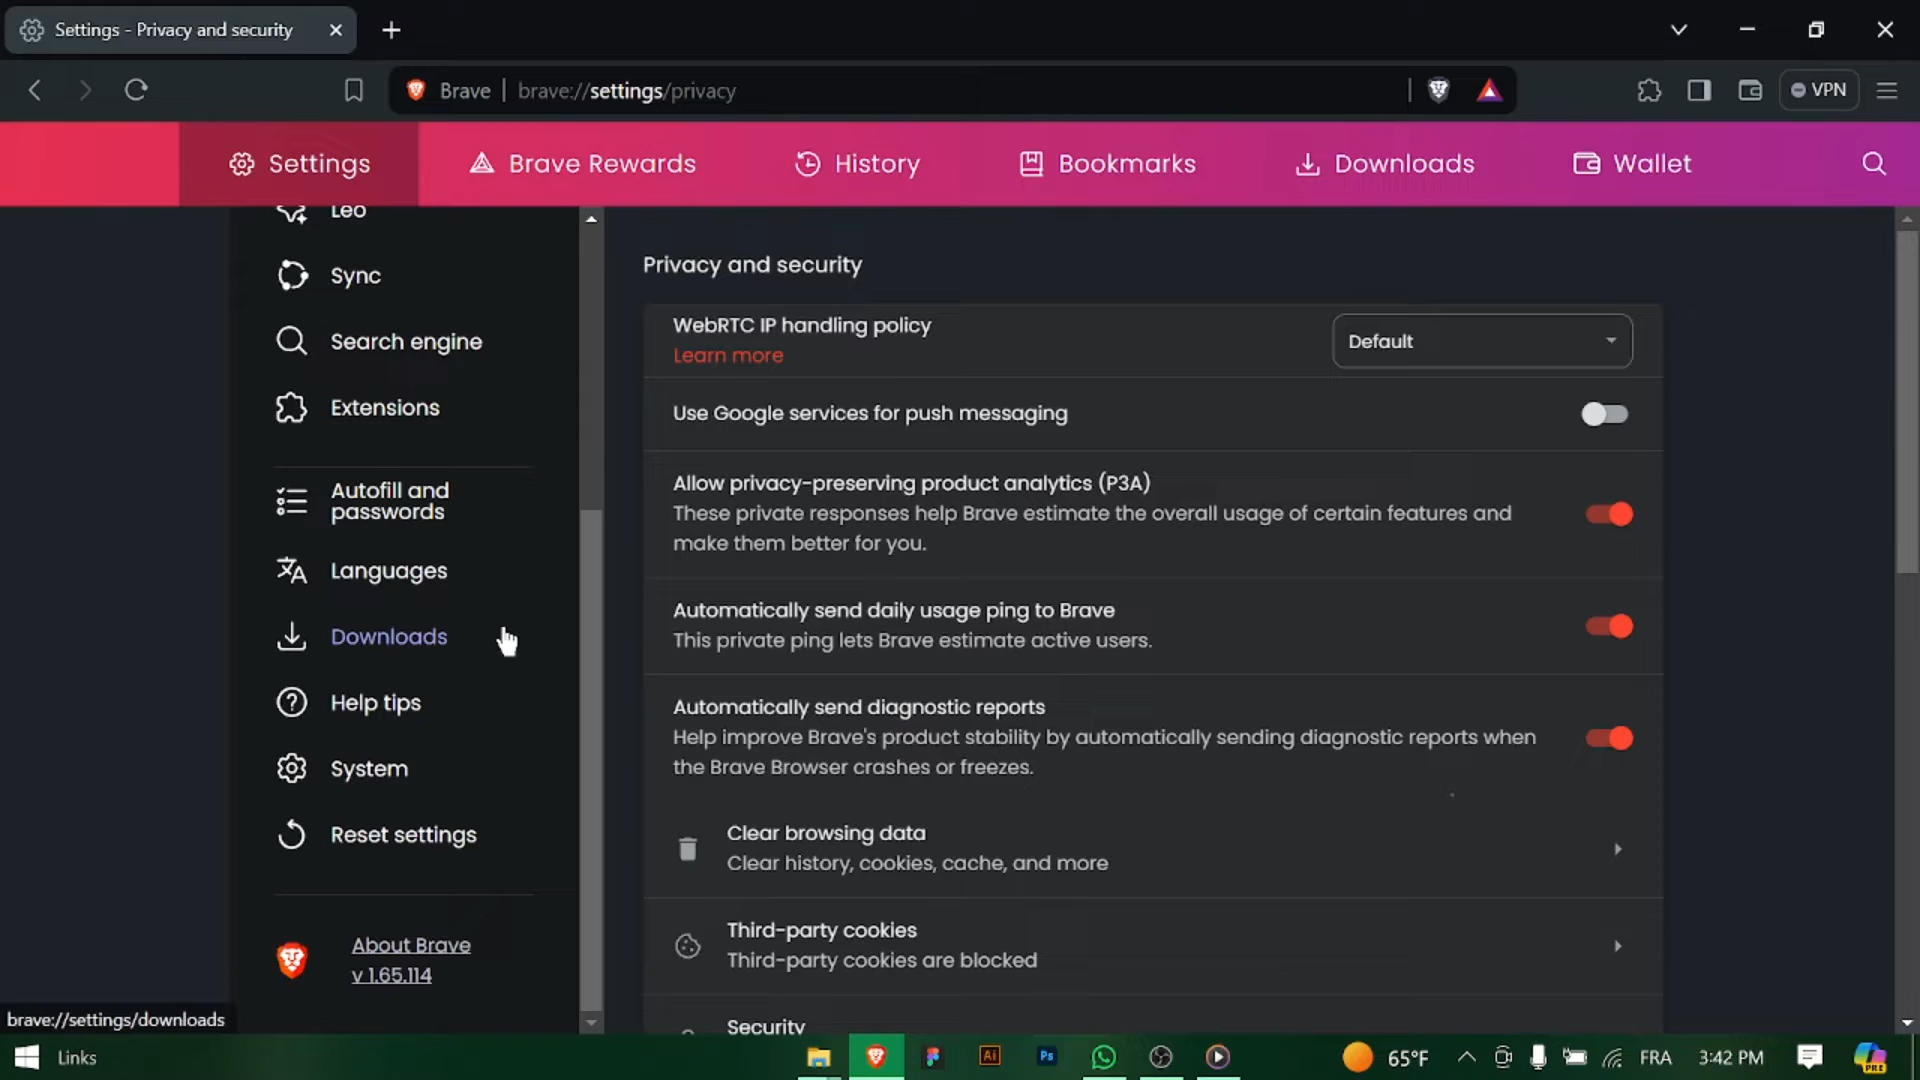 Settings - Privacy and security
Brave
brave://settings/privacy
VPN
Settings
Brave Rewards
History
Bookmarks
Downloads
Wallet
Leo
Sync
Search engine
Extensions
Autofill and
passwords
Languages
Downloads
Help tips
System
Reset settings
About Brave
v 1.65.114
Privacy and security
WebRTC IP handling policy
Learn more
Default
Use Google services for push messaging
Allow privacy-preserving product analytics (P3A)
These private responses help Brave estimate the overall usage of certain features and
make them better for you.
Automatically send daily usage ping to Brave
This private ping lets Brave estimate active users.
Automatically send diagnostic reports
Help improve Brave's product stability by automatically sending diagnostic reports when
the Brave Browser crashes or freezes.
Clear browsing data
Clear history, cookies, cache, and more
Third-party cookies
Third-party cookies are blocked
Security
brave://settings/downloads
Links
Ai
Ps
65°F
FRA
3:42 PM
PRE